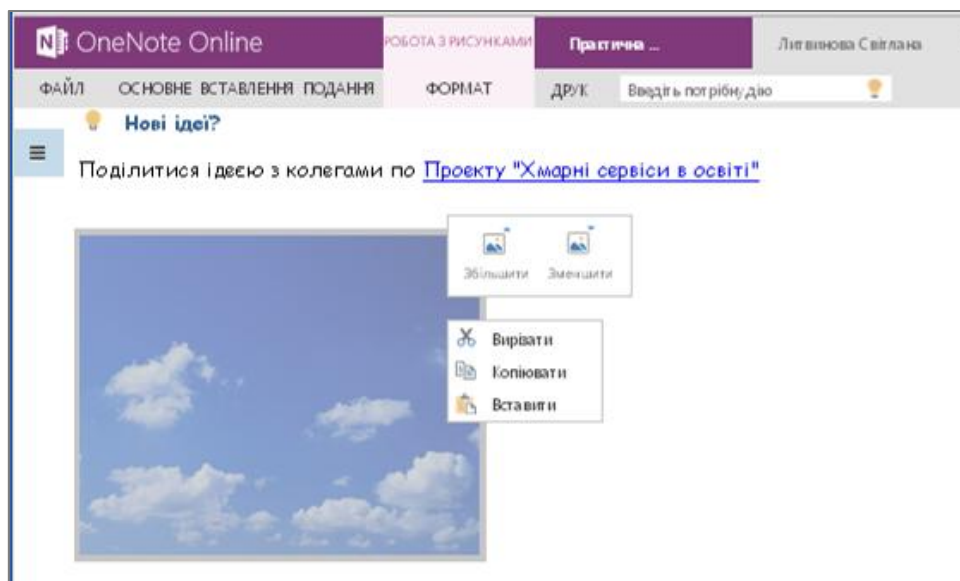 OneNote Online РОБОТА З РИСУНКАМИ Практична ... Литвинова Світлана
ФАЙЛ ОСНОВНЕ ВСТАВЛЕННЯ ПОДАННЯ ФОРМАТ ДРУК Введіть потрібну дію
Нові ідеї?
Поділитися ідеєю з колегами по Проекту "Хмарні сервіси в освіті"
Збільшити Зменшити
Вирізати
Копіювати
Вставити